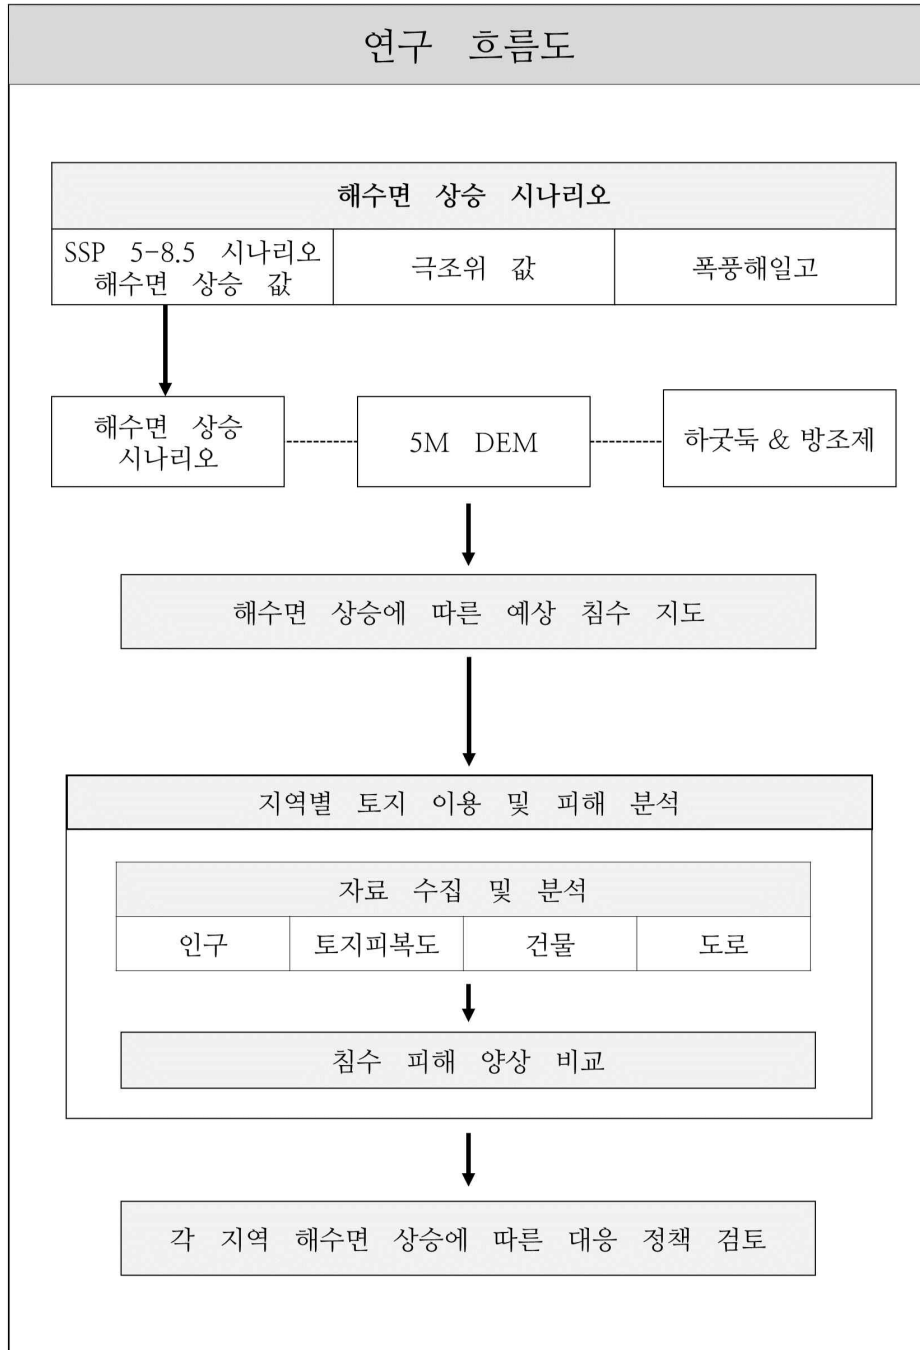 연구 흐름도
해수면 상승 시나리오
SSP 5-8.5 시나리오
해수면 상승 값
극조위 값
폭풍해일고
해수면 상승
시나리오
5M DEM
하굿둑 & 방조제
해수면 상승에 따른 예상 침수 지도
지역별 토지 이용 및 피해 분석
자료 수집 및 분석
인구
토지피복도
건물
도로
침수 피해 양상 비교
각 지역 해수면 상승에 따른 대응 정책 검토